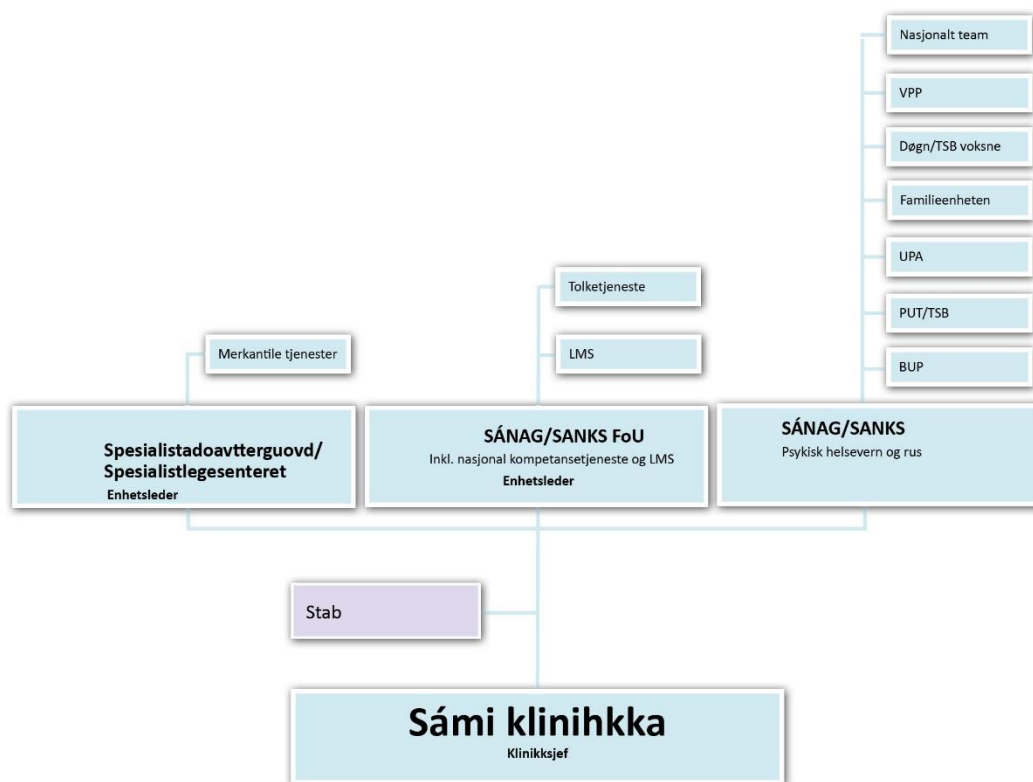 Nasjonalt team
VPP
Døgn/TSB voksne
Familieenheten
UPA
PUT/TSB
BUP
Tolketjeneste
LMS
Merkantile tjenester
Spesialistadoavtterguovd/
Spesialistlegesenteret
Enhetsleder
SÁNAG/SANKS FoU
Inkl. nasjonal kompetansetjeneste og LMS
Enhetsleder
SÁNAG/SANKS
Psykisk helsevern og rus
Stab
Sámi klinihkka
Klinikksjef